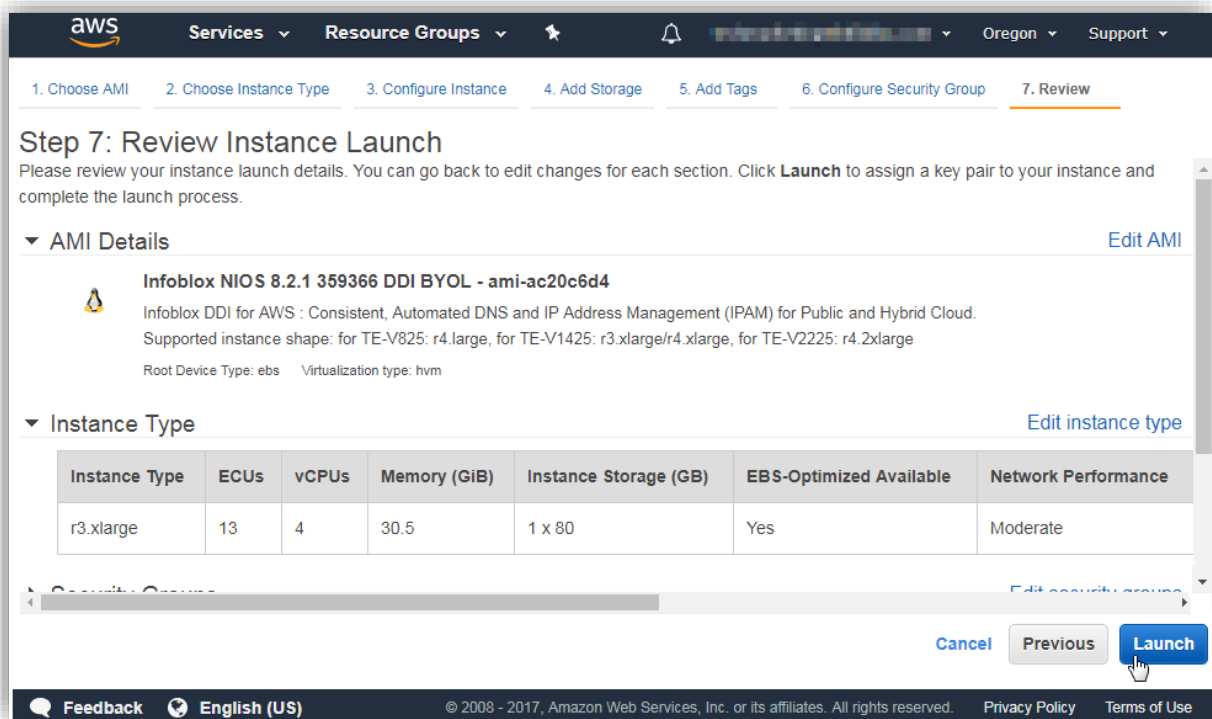 aws Services Resource Groups Oregon Support
1. Choose AMI 2. Choose Instance Type 3. Configure Instance 4. Add Storage 5. Add Tags 6. Configure Security Group 7. Review
Step 7: Review Instance Launch
Please review your instance launch details. You can go back to edit changes for each section. Click Launch to assign a key pair to your instance and
complete the launch process.
AMI Details Edit AMI
Infoblox NIOS 8.2.1 359366 DDI BYOL - ami-ac20c6d4
Infoblox DDI for AWS : Consistent, Automated DNS and IP Address Management (IPAM) for Public and Hybrid Cloud.
Supported instance shape: for TE-V825: r4.large, for TE-V1425: r3.xlarge/r4.xlarge, for TE-V2225: r4.2xlarge
Root Device Type: ebs Virtualization type: hvm
Instance Type Edit instance type
Instance Type ECUs vCPUs Memory (GiB) Instance Storage (GB) EBS-Optimized Available Network Performance
r3.xlarge 13 4 30.5 1 x 80 Yes Moderate
Security Groups Edit security groups
Cancel Previous Launch
Feedback English (US) © 2008 - 2017, Amazon Web Services, Inc. or its affiliates. All rights reserved. Privacy Policy Terms of Use